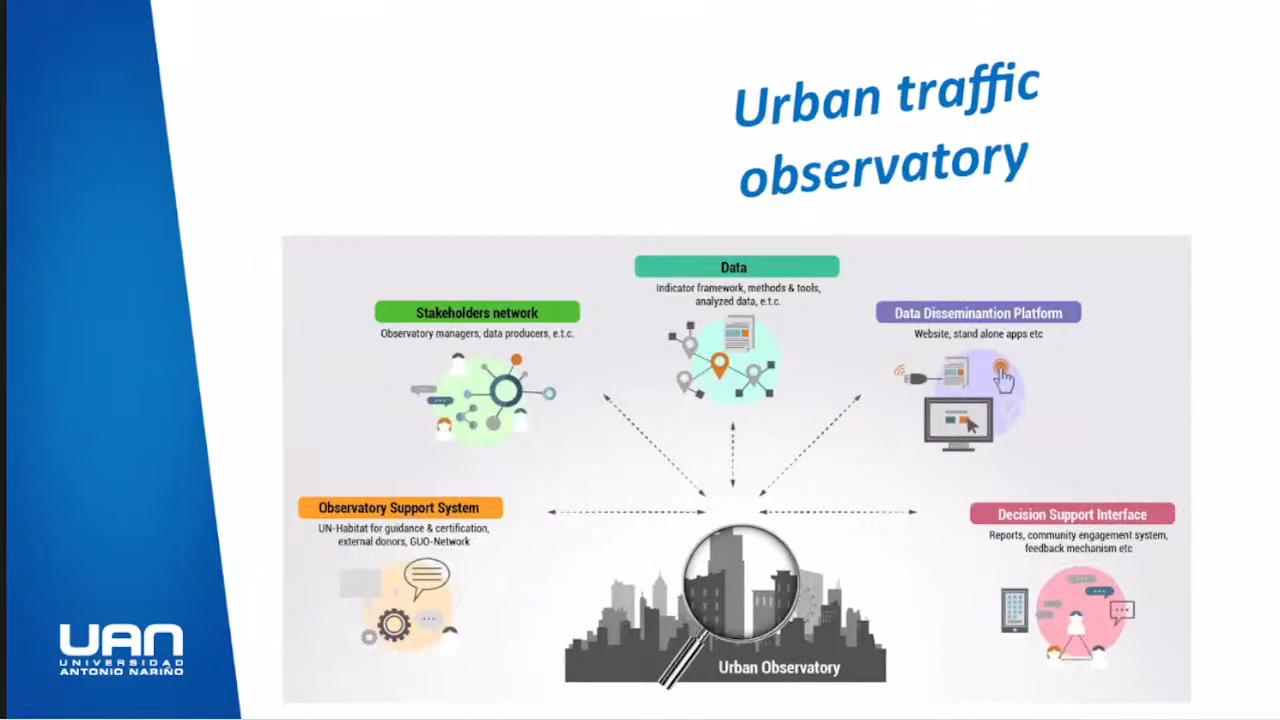 Urban traffic
observatory
Data
Indicator framework, methods & tools,
analyzed data, e.t.c.
Stakeholders network
Observatory managers, data producers, e.t.c.
Data Disseminantion Platform
Website, stand alone apps etc
Observatory Support System
UN-Habitat for guidance & certification,
external donors, GUO-Network
Decision Support Interface
Reports, community engagement system,
feedback mechanism etc
Urban Observatory
UAN
UNIVERSIDAD
ANTONIO NARIÑO